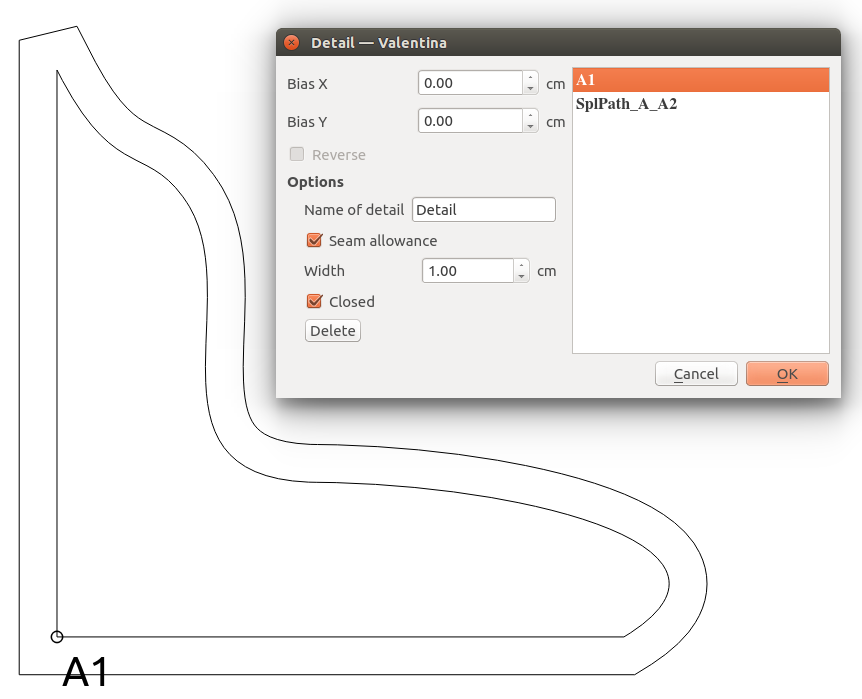 Detail — Valentina
Bias X 0.00 cm
Bias Y 0.00 cm
Reverse
Options
Name of detail Detail
Seam allowance
Width 1.00 cm
Closed
Delete
A1
SplPath_A_A2
Cancel OK
A1